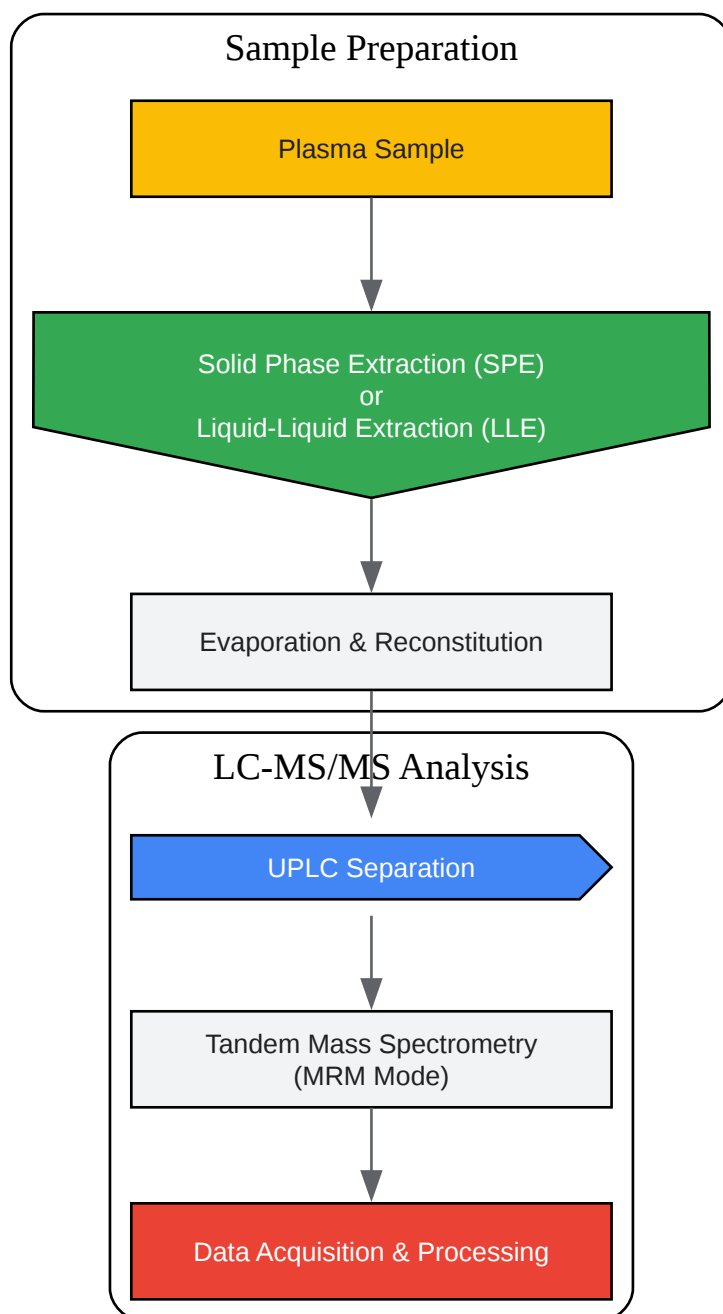 Sample Preparation
Plasma Sample
Solid Phase Extraction (SPE)
or
Liquid-Liquid Extraction (LLE)
Evaporation & Reconstitution
LC-MS/MS Analysis
UPLC Separation
Tandem Mass Spectrometry
(MRM Mode)
Data Acquisition & Processing